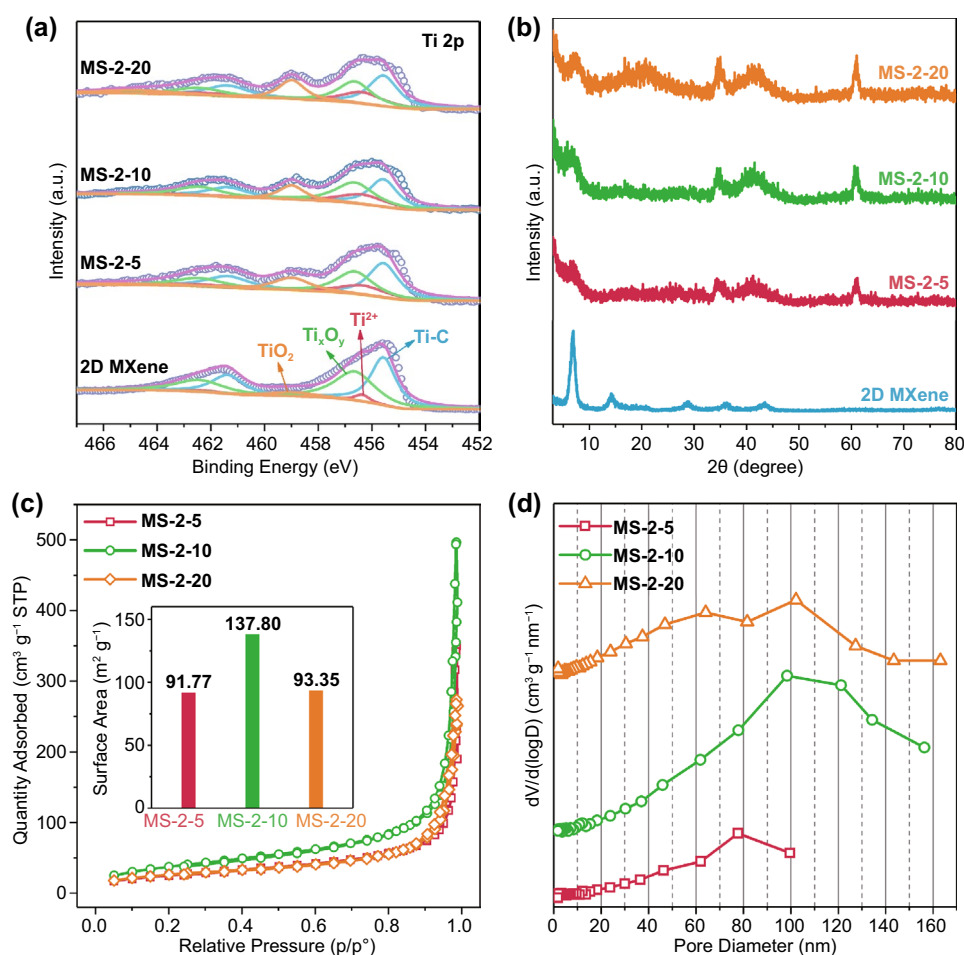 (a)
Ti 2p
MS-2-20
MS-2-10
MS-2-5
2D MXene
TiO₂
TiₓOᵧ
Ti²⁺
Ti-C
Intensity (a.u.)
466 464 462 460 458 456 454 452
Binding Energy (eV)
(b)
MS-2-20
MS-2-10
MS-2-5
2D MXene
Intensity (a.u.)
10 20 30 40 50 60 70 80
2θ (degree)
(c)
MS-2-5
MS-2-10
MS-2-20
Quantity Adsorbed (cm³ g⁻¹ STP)
500
400
300
200
100
0
Surface Area (m² g⁻¹)
150
100
50
0
91.77
137.80
93.35
MS-2-5 MS-2-10 MS-2-20
0.0 0.2 0.4 0.6 0.8 1.0
Relative Pressure (p/p°)
(d)
MS-2-5
MS-2-10
MS-2-20
dV/d(logD) (cm³ g⁻¹ nm⁻¹)
0 20 40 60 80 100 120 140 160
Pore Diameter (nm)